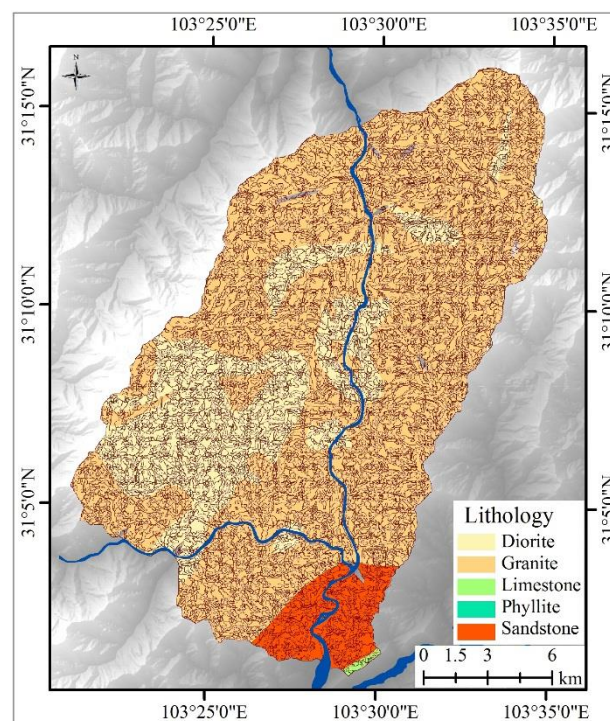 103°25'0"E 103°30'0"E 103°35'0"E
N
31°15'0"N 31°15'0"N
31°10'0"N 31°10'0"N
31°5'0"N 31°5'0"N
Lithology
Diorite
Granite
Limestone
Phyllite
Sandstone
0 1.5 3 6
km
103°25'0"E 103°30'0"E 103°35'0"E